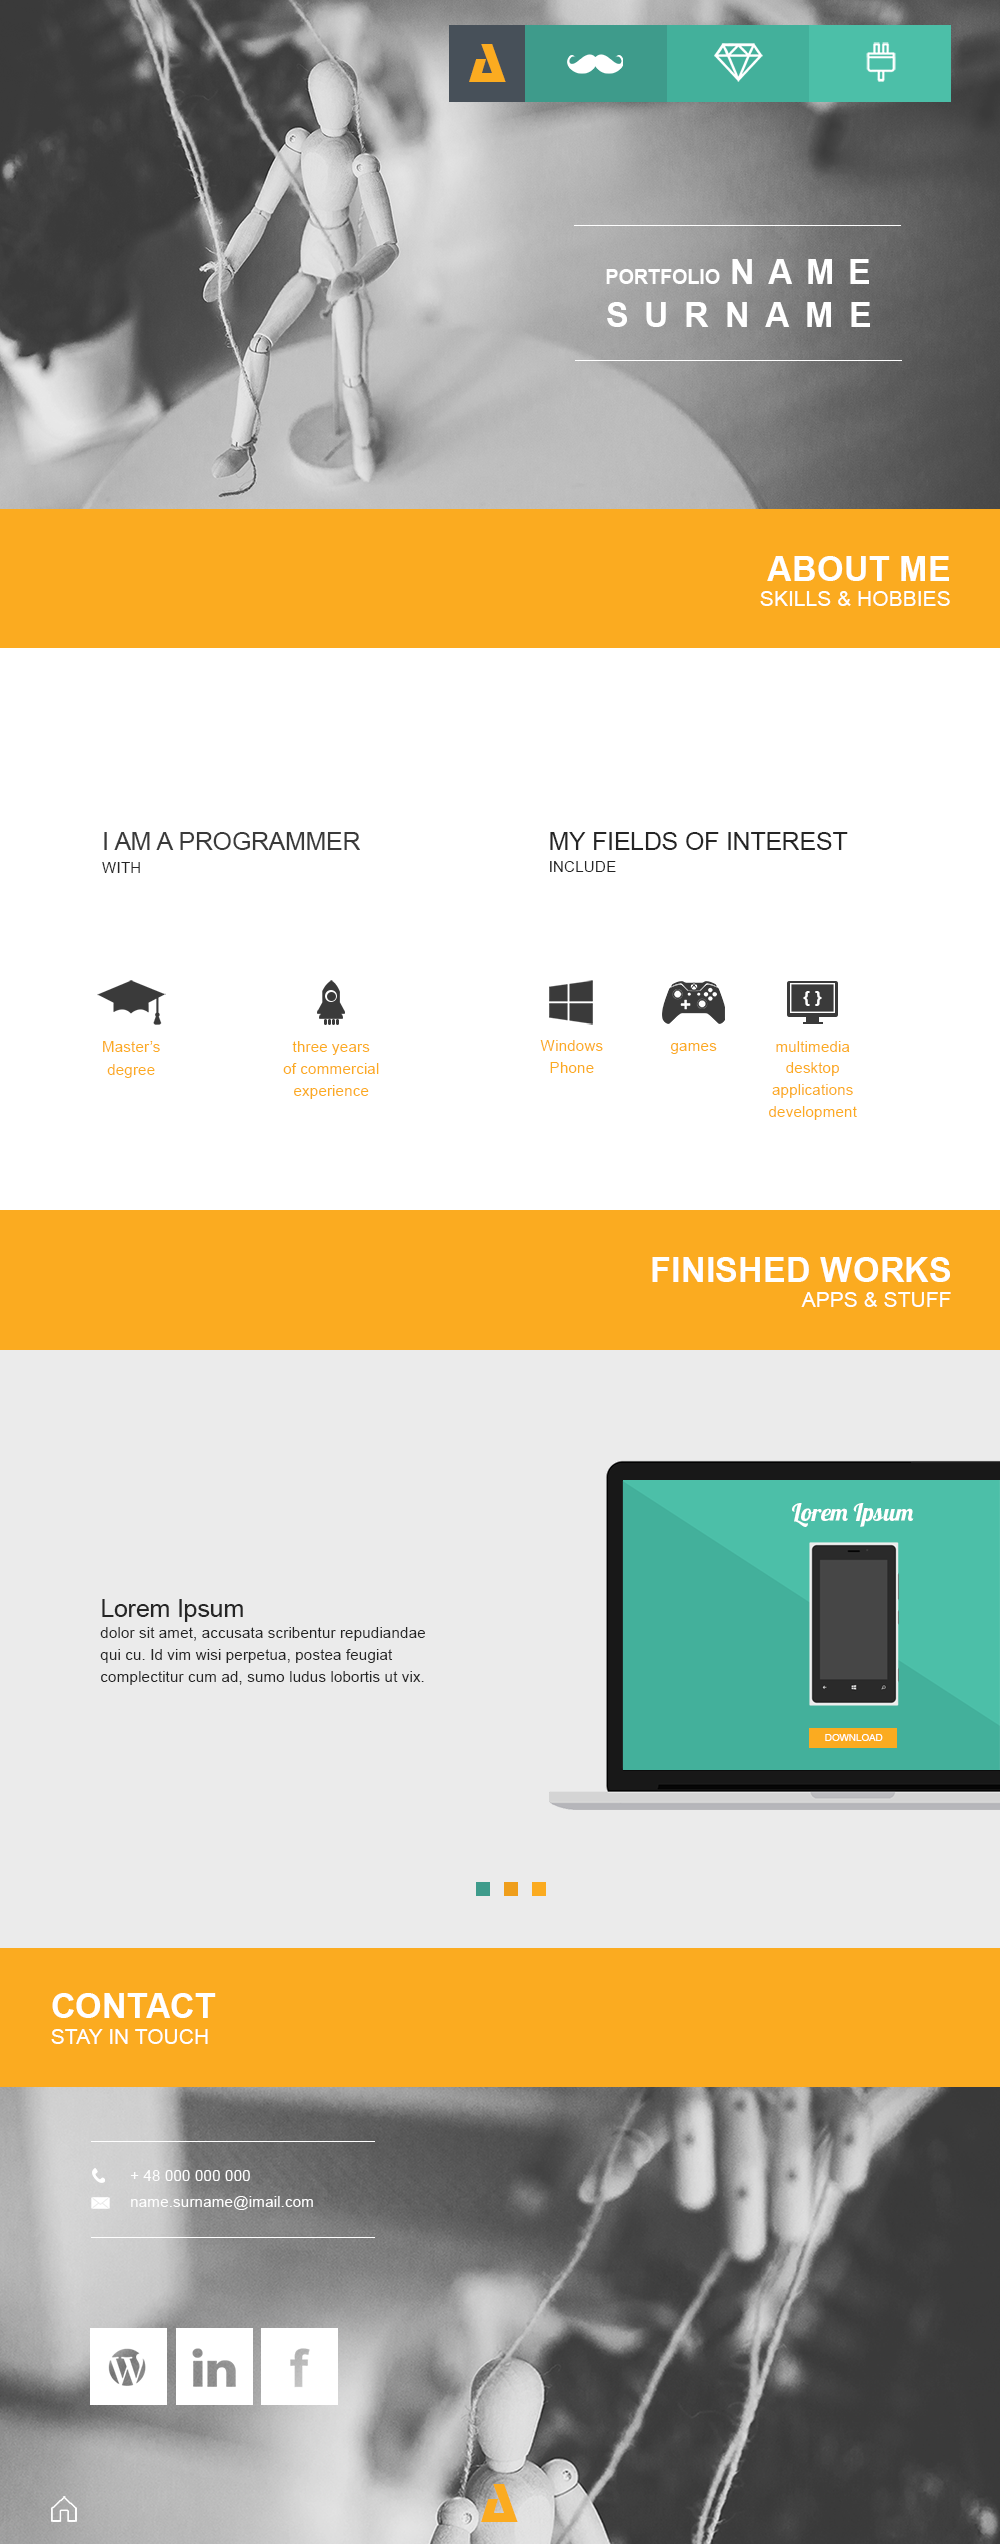 PORTFOLIO NAME
SURNAME
ABOUT ME
SKILLS & HOBBIES
I AM A PROGRAMMER
WITH
MY FIELDS OF INTEREST
INCLUDE
Master's
degree
three years
of commercial
experience
Windows
Phone
games
{ }
multimedia
desktop
applications
development
FINISHED WORKS
APPS & STUFF
Lorem Ipsum
dolor sit amet, accusata scribentur repudiandae
qui cu. Id vim wisi perpetua, postea feugiat
complectitur cum ad, sumo ludus lobortis ut vix.
Lorem Ipsum
DOWNLOAD
CONTACT
STAY IN TOUCH
+ 48 000 000 000
name.surname@imail.com
in
f